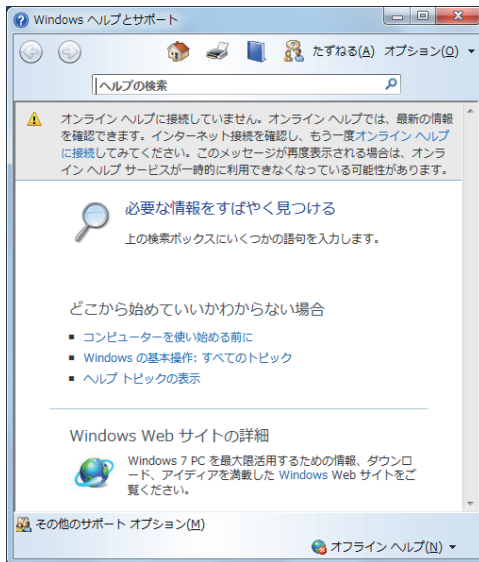 Windows ヘルプとサポート
たずねる(A) オプション(O)
ヘルプの検索
オンライン ヘルプに接続していません。オンライン ヘルプでは、最新の情報
を確認できます。インターネット接続を確認し、もう一度オンライン ヘルプ
に接続してみてください。このメッセージが再度表示される場合は、オンラ
イン ヘルプ サービスが一時的に利用できなくなっている可能性があります。
必要な情報をすばやく見つける
上の検索ボックスにいくつかの語句を入力します。
どこから始めていいかわからない場合
コンピューターを使い始める前に
Windows の基本操作: すべてのトピック
ヘルプ トピックの表示
Windows Web サイトの詳細
Windows 7 PC を最大限活用するための情報、ダウンロ
ード、アイディアを満載した Windows Web サイトをご
覧ください。
その他のサポート オプション(M)
オフライン ヘルプ(N)